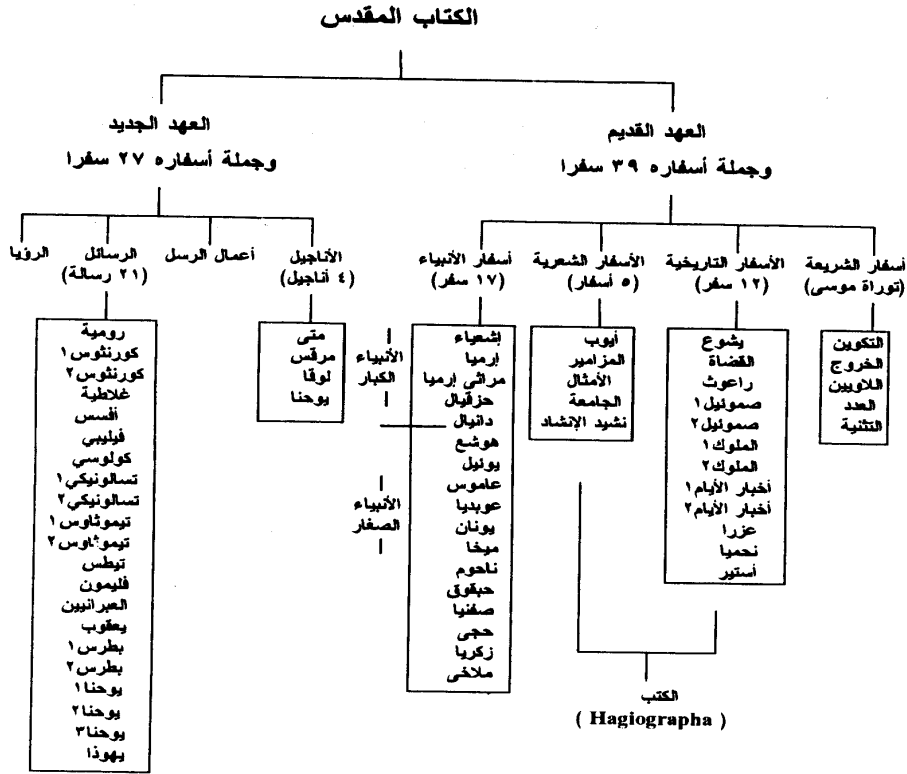 الكتاب المقدس
العهد القديم
وجملة أسفاره ٣٩ سفرا
العهد الجديد
وجملة أسفاره ٢٧ سفرا
أسفار الشريعة
(توراة موسى)
التكوين
الخروج
اللاويين
العدد
التثنية
الأسفار التاريخية
(١٢ سفر)
يشوع
القضاة
راعوث
صموئيل١
صموئيل٢
الملوك١
الملوك٢
أخبار الأيام١
أخبار الأيام٢
عزرا
نحميا
أستير
الأسفار الشعرية
(٥ أسفار)
أيوب
المزامير
الأمثال
الجامعة
نشيد الإنشاد
الكتب
( Hagiographa )
أسفار الأنبياء
(١٧ سفر)
إشعياء
إرميا
مراثى إرميا
حزقيال
دانيال
هوشع
يوئيل
عاموس
عوبديا
يونان
ميخا
ناحوم
حبقوق
صفنيا
حجى
زكريا
ملاخى
الأنبياء
الكبار
الأنبياء
الصغار
الأناجيل
(٤ أناجيل)
متى
مرقس
لوقا
يوحنا
أعمال الرسل
الرسائل
(٢١ رسالة)
رومية
كورنثوس١
كورنثوس٢
غلاطية
أفسس
فيليبي
كولوسي
تسالونيكي١
تسالونيكي٢
تيموثاوس١
تيموثاوس٢
تيطس
فليمون
العبرانيين
يعقوب
بطرس١
بطرس٢
يوحنا١
يوحنا٢
يوحنا٣
يهوذا
الرؤيا